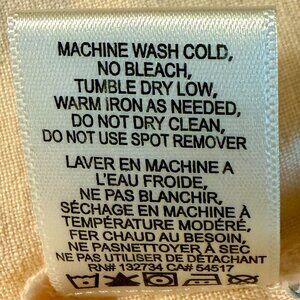 MACHINE WASH COLD,
NO BLEACH,
TUMBLE DRY LOW,
WARM IRON AS NEEDED,
DO NOT DRY CLEAN,
DO NOT USE SPOT REMOVER
LAVER EN MACHINE A
L'EAU FROIDE,
NE PAS BLANCHIR,
SÉCHAGE EN MACHINE À
TEMPÉRATURE MODÉRÉ,
FER CHAUD AU BESOIN,
NE PASNETTOYER À SEC
NE PAS UTILISER DE DÉTACHANT
RN# 132734 CA# 54517